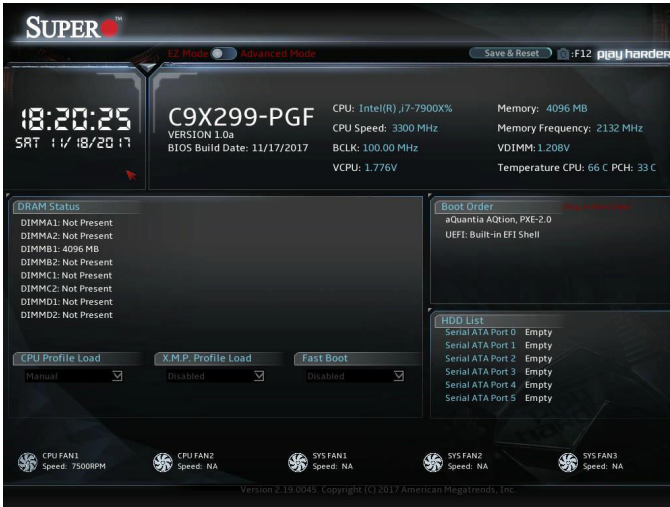 SUPER
EZ Mode Advanced Mode
Save & Reset :F12 play harder
18:20:25
SAT 11/18/2017
C9X299-PGF
VERSION 1.0a
BIOS Build Date: 11/17/2017
CPU: Intel(R) ,i7-7900X%
CPU Speed: 3300 MHz
BCLK: 100.00 MHz
VCPU: 1.776V
Memory: 4096 MB
Memory Frequency: 2132 MHz
VDIMM: 1.208V
Temperature CPU: 66 C PCH: 33 C
DRAM Status
DIMMA1: Not Present
DIMMA2: Not Present
DIMMB1: 4096 MB
DIMMB2: Not Present
DIMMC1: Not Present
DIMMC2: Not Present
DIMMD1: Not Present
DIMMD2: Not Present
Boot Order
aQuantia AQtion, PXE-2.0
UEFI: Built-in EFI Shell
HDD List
Serial ATA Port 0 Empty
Serial ATA Port 1 Empty
Serial ATA Port 2 Empty
Serial ATA Port 3 Empty
Serial ATA Port 4 Empty
Serial ATA Port 5 Empty
CPU Profile Load
Manual
X.M.P. Profile Load
Disabled
Fast Boot
Disabled
CPU FAN1
Speed: 7500RPM
CPU FAN2
Speed: NA
SYS FAN1
Speed: NA
SYS FAN2
Speed: NA
SYS FAN3
Speed: NA
Version 2.19.0045. Copyright (C) 2017 American Megatrends, Inc.